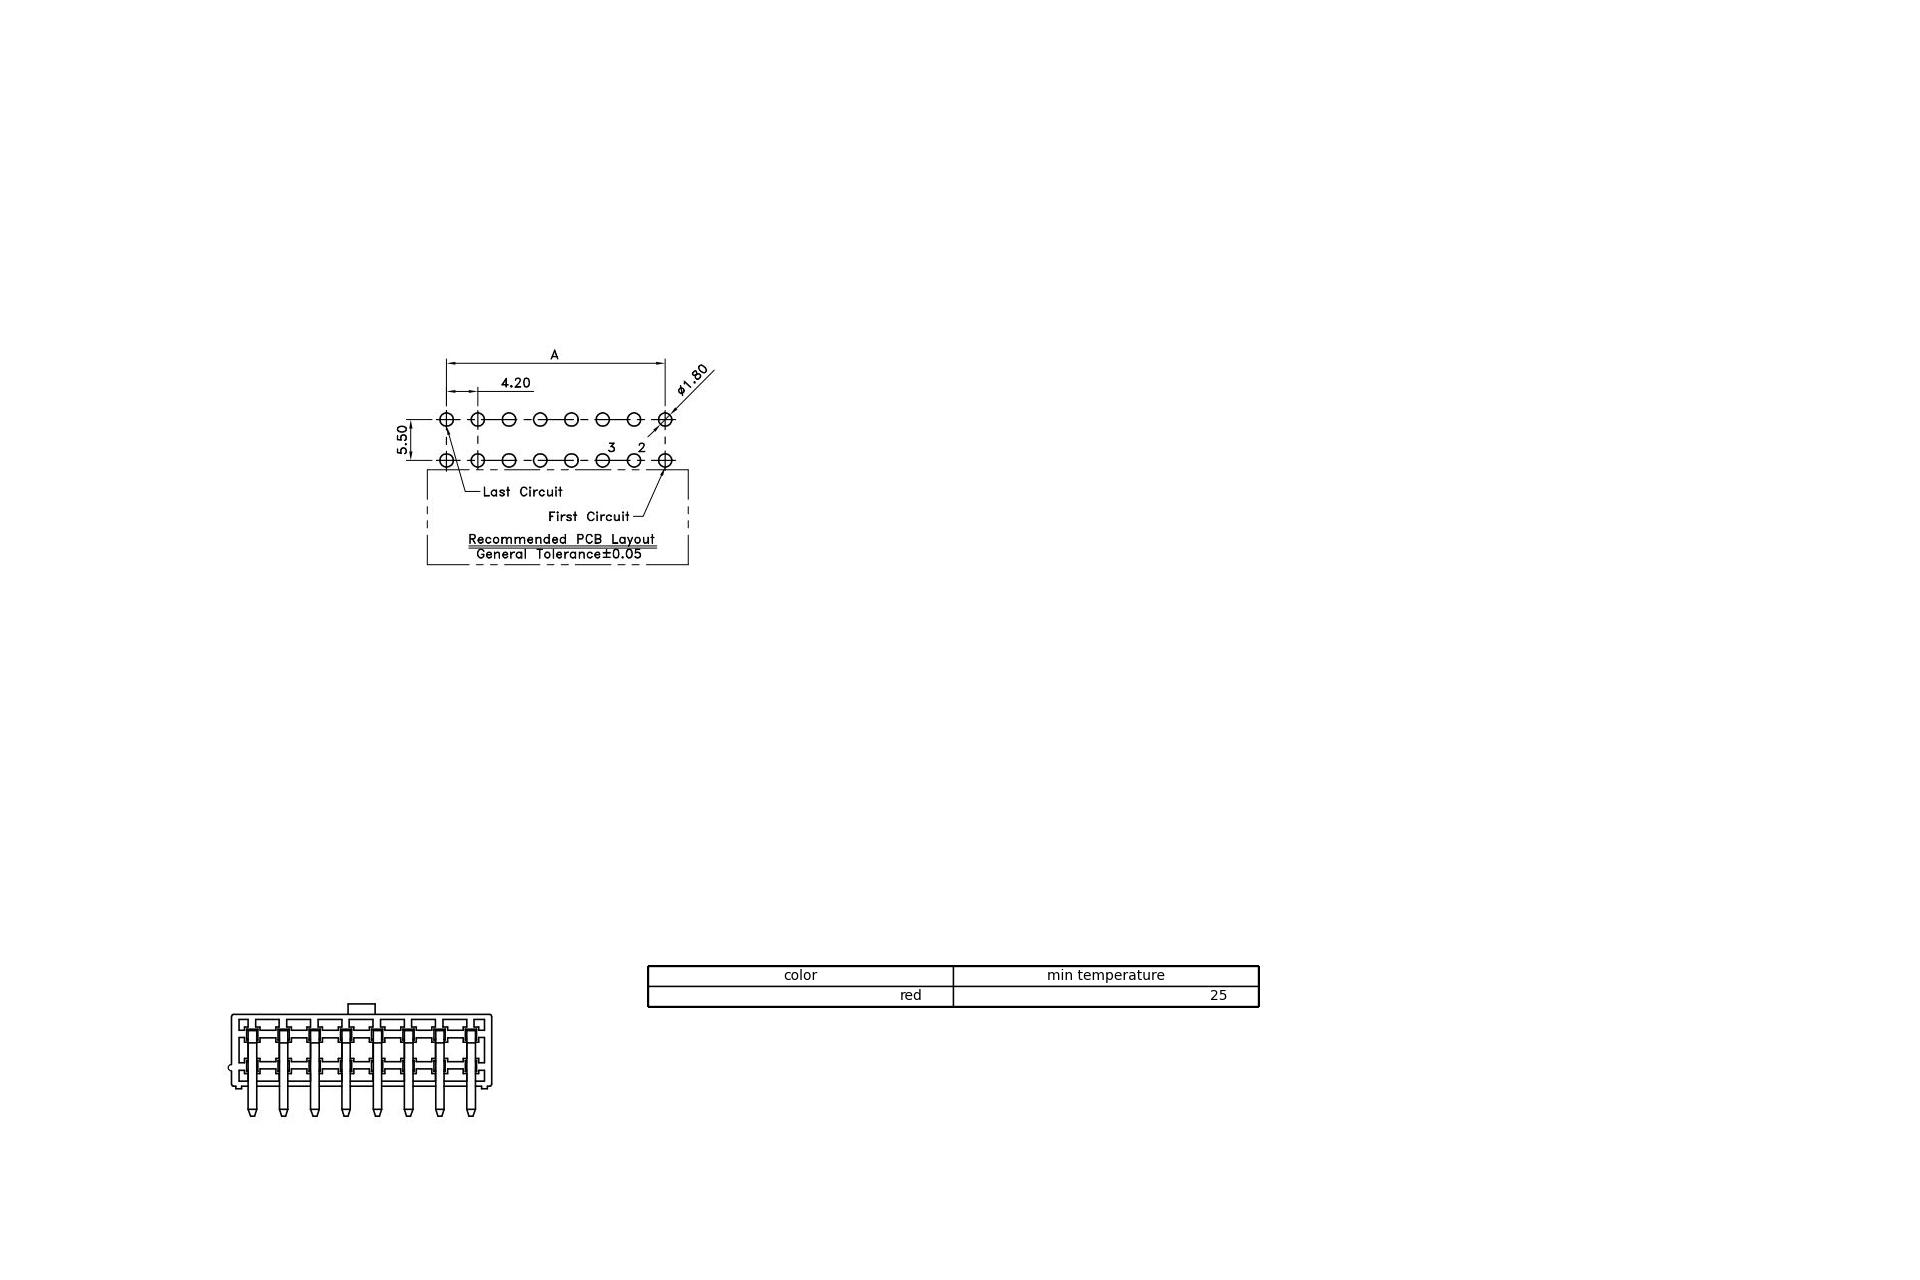 A
4.20
ø1.80
5.50
3 2
Last Circuit
First Circuit
Recommended PCB Layout
General Tolerance±0.05
color min temperature
red 25